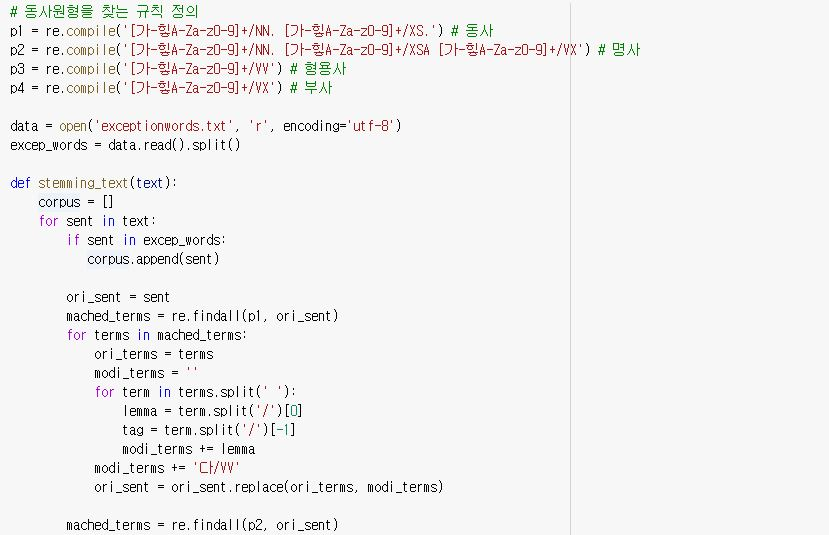 # 동사원형을 찾는 규칙 정의
p1 = re.compile('[가-힣A-Za-z0-9]+/NN. [가-힣A-Za-z0-9]+/XS.') # 동사
p2 = re.compile('[가-힣A-Za-z0-9]+/NN. [가-힣A-Za-z0-9]+/XSA [가-힣A-Za-z0-9]+/VX') # 명사
p3 = re.compile('[가-힣A-Za-z0-9]+/VV') # 형용사
p4 = re.compile('[가-힣A-Za-z0-9]+/VX') # 부사
data = open('exceptionwords.txt', 'r', encoding='utf-8')
excep_words = data.read().split()
def stemming_text(text):
corpus = []
for sent in text:
if sent in excep_words:
corpus.append(sent)
ori_sent = sent
mached_terms = re.findall(p1, ori_sent)
for terms in mached_terms:
ori_terms = terms
modi_terms = ''
for term in terms.split(' '):
lemma = term.split('/')[0]
tag = term.split('/')[-1]
modi_terms += lemma
modi_terms += '다/VV'
ori_sent = ori_sent.replace(ori_terms, modi_terms)
mached_terms = re.findall(p2, ori_sent)